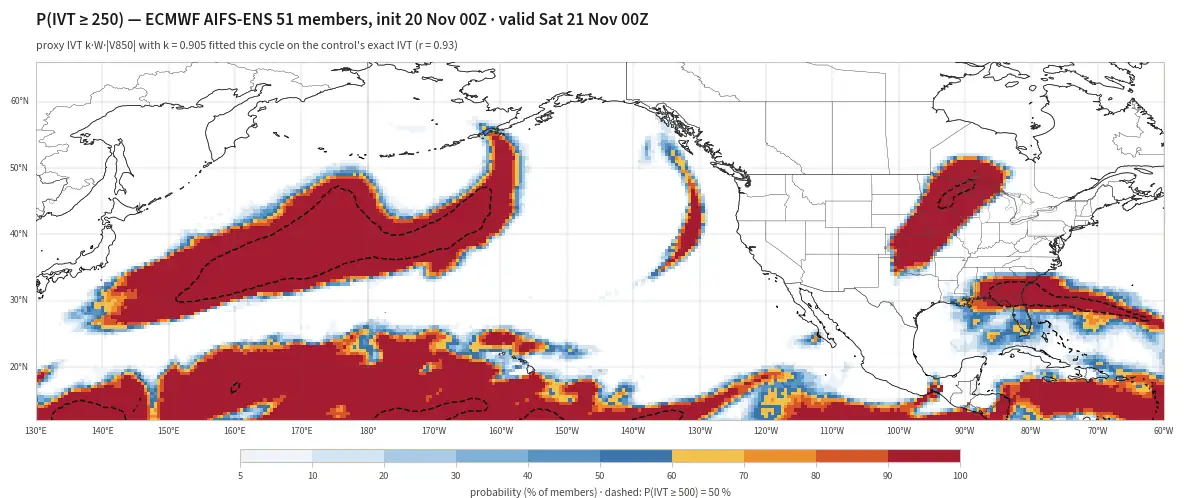 P(IVT ≥ 250) — ECMWF AIFS-ENS 51 members, init 20 Nov 00Z · valid Sat 21 Nov 00Z
proxy IVT k·W·|V850| with k = 0.905 fitted this cycle on the control's exact IVT (r = 0.93)
60°N
50°N
40°N
30°N
20°N
130°E 140°E 150°E 160°E 170°E 180° 170°W 160°W 150°W 140°W 130°W 120°W 110°W 100°W 90°W 80°W 70°W 60°W
5 10 20 30 40 50 60 70 80 90 100
probability (% of members) · dashed: P(IVT ≥ 500) = 50 %